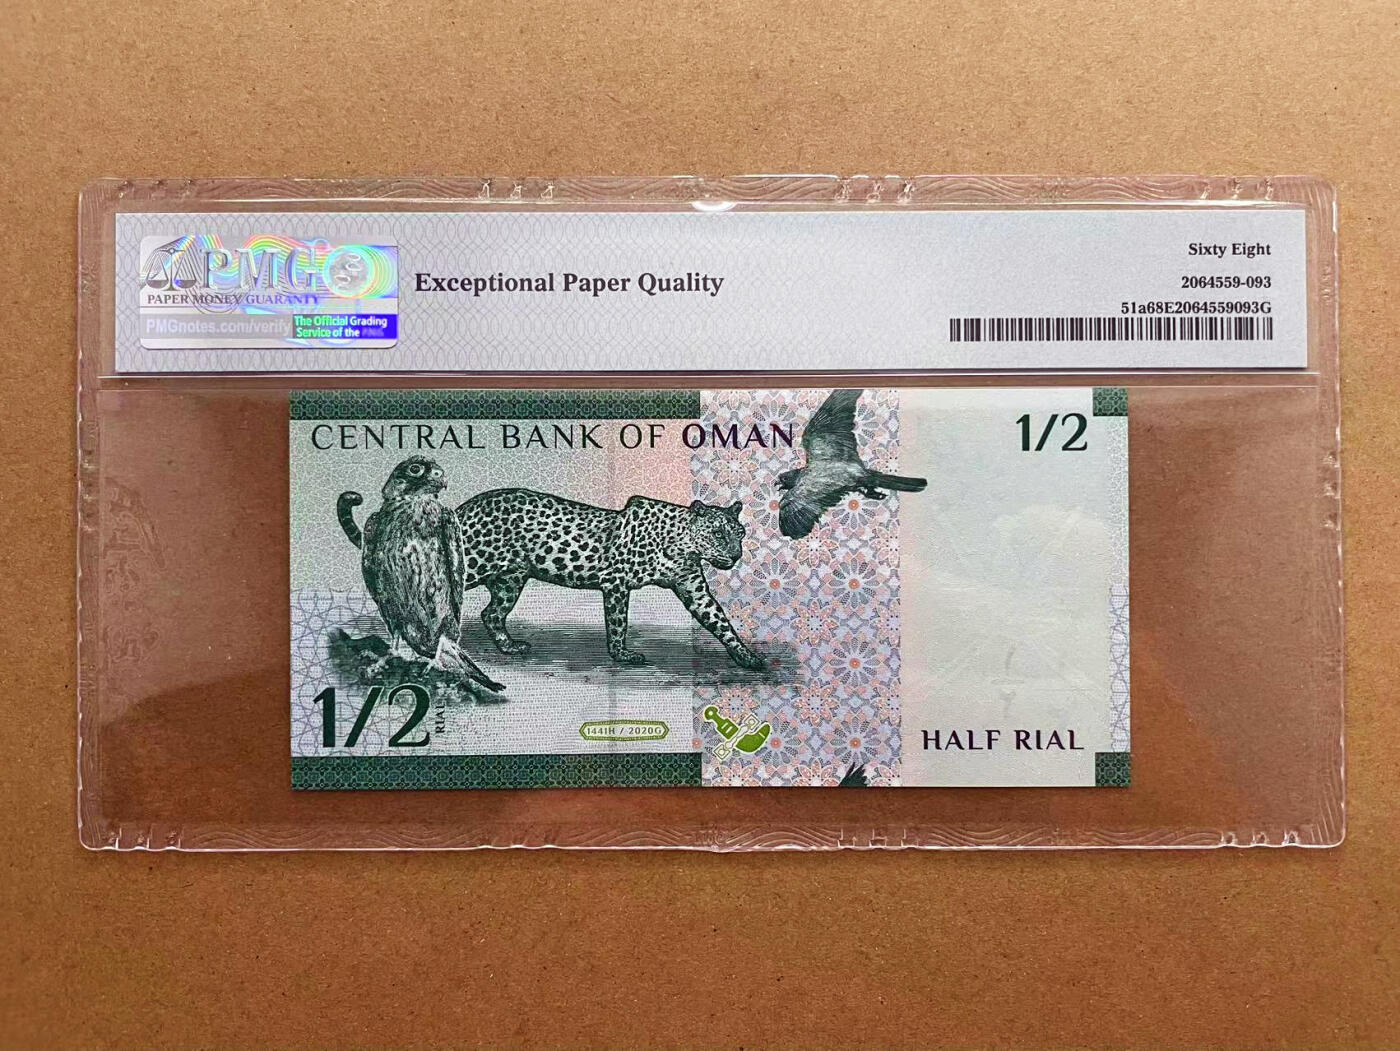 PMG
PAPER MONEY GUARANTY
PMGnotes.com/verify
The Official Grading
Service of the PMG
Exceptional Paper Quality
Sixty Eight
2064559-093
51a68E2064559093G
CENTRAL BANK OF OMAN
1/2
1/2
RIAL
1441H / 2020G
HALF RIAL